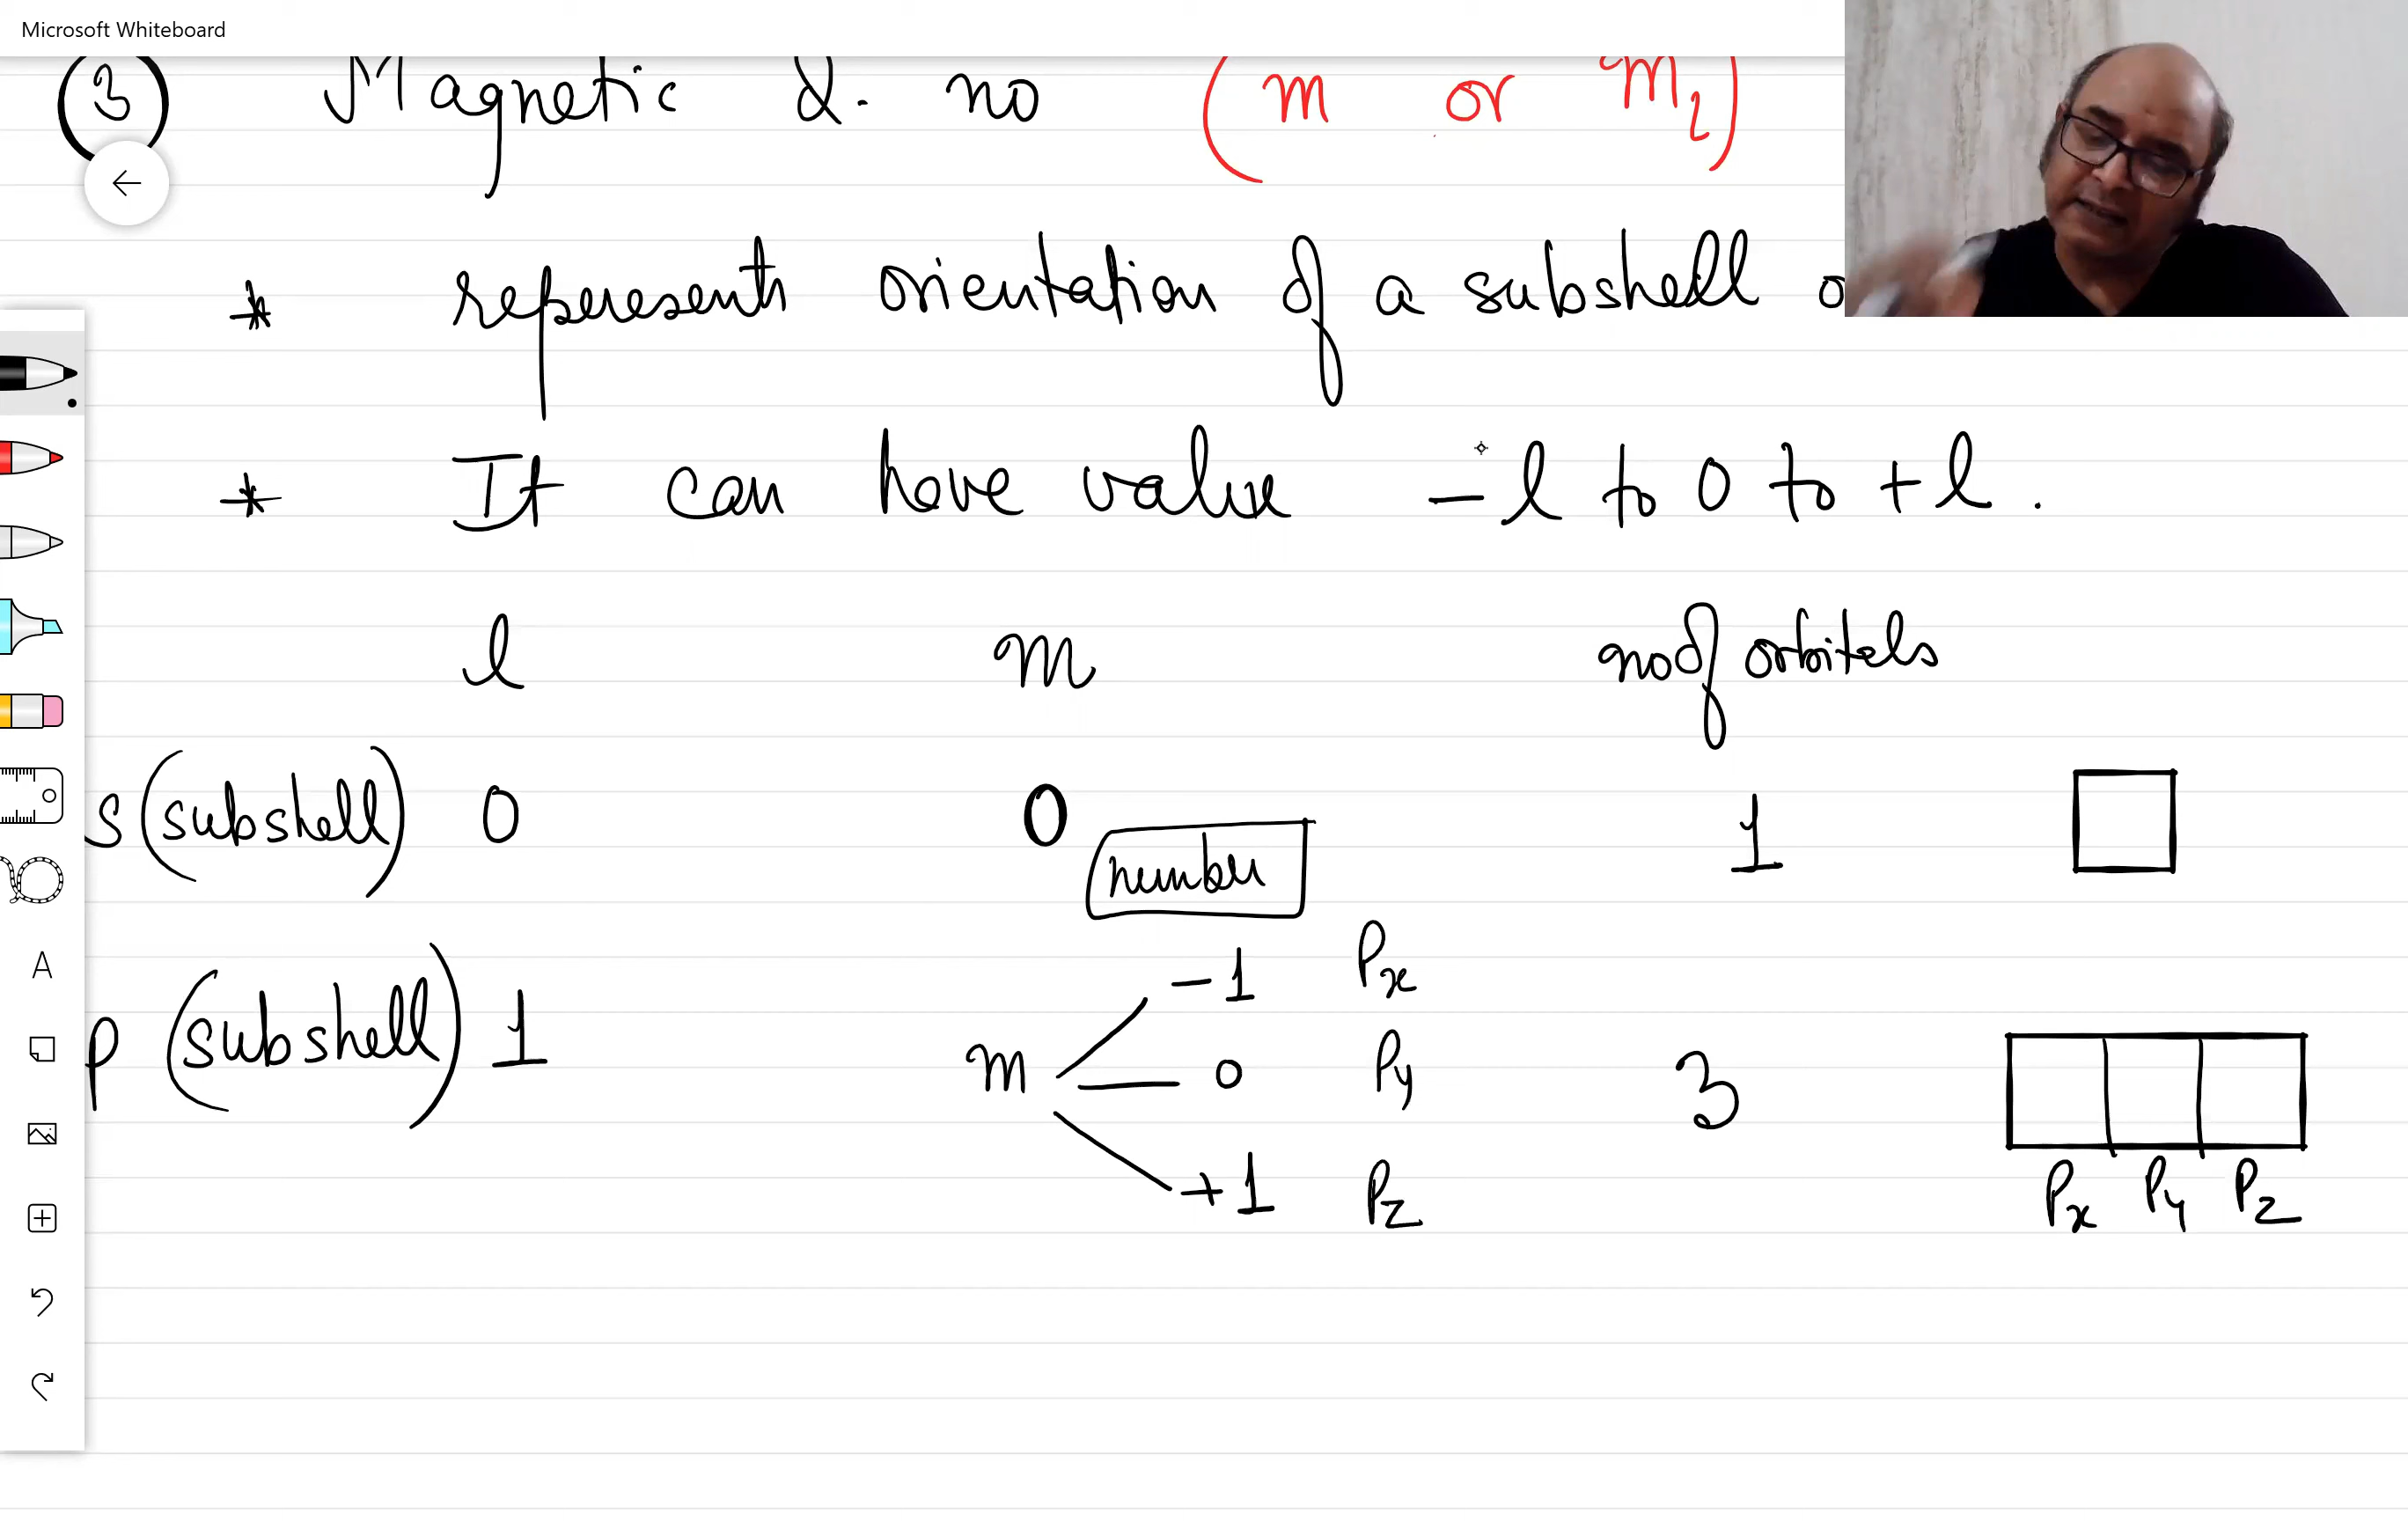 Microsoft Whiteboard
3 Magnetic Q. no (m or ml)
* represents orientation of a subshell o
* It can have value -l to 0 to +l.
l m no of orbitals
s (subshell) 0 0 1
number
p (subshell) 1 m 3
-1 Px
0 Py
+1 Pz
Px Py Pz
A